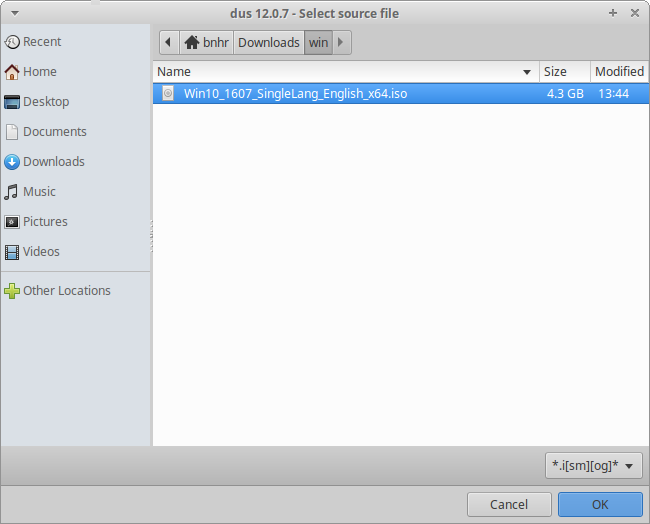 dus 12.0.7 - Select source file
Recent
Home
Desktop
Documents
Downloads
Music
Pictures
Videos
Other Locations
bnhr Downloads win
Name Size Modified
Win10_1607_SingleLang_English_x64.iso 4.3 GB 13:44
*.i[sm][og]*
Cancel OK